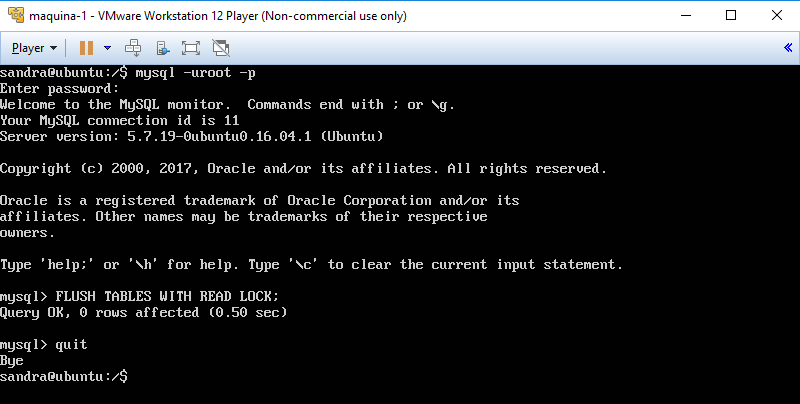 maquina-1 - VMware Workstation 12 Player (Non-commercial use only)
Player
sandra@ubuntu:/$ mysql -uroot -p
Enter password:
Welcome to the MySQL monitor.  Commands end with ; or \g.
Your MySQL connection id is 11
Server version: 5.7.19-0ubuntu0.16.04.1 (Ubuntu)
Copyright (c) 2000, 2017, Oracle and/or its affiliates. All rights reserved.
Oracle is a registered trademark of Oracle Corporation and/or its
affiliates. Other names may be trademarks of their respective
owners.
Type 'help;' or '\h' for help. Type '\c' to clear the current input statement.
mysql> FLUSH TABLES WITH READ LOCK;
Query OK, 0 rows affected (0.50 sec)
mysql> quit
Bye
sandra@ubuntu:/$